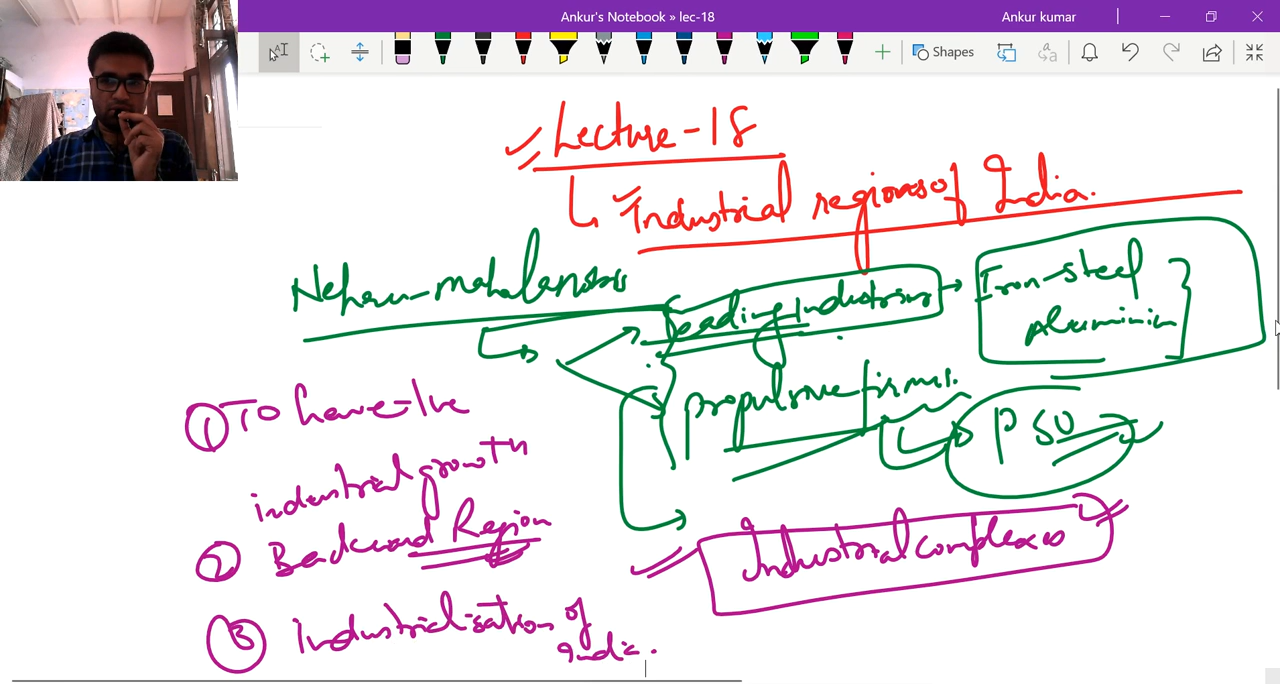 Ankur's Notebook » lec-18
Ankur kumar
Shapes
Lecture-18
Industrial regions of India.
Nehru-mahalanobis
Leading industries
Iron-steel
Aluminium
propulsive firms.
PSU
① To have the
industrial growth
② Backward Region
Industrial complexes
③ Industrialisation of
India.